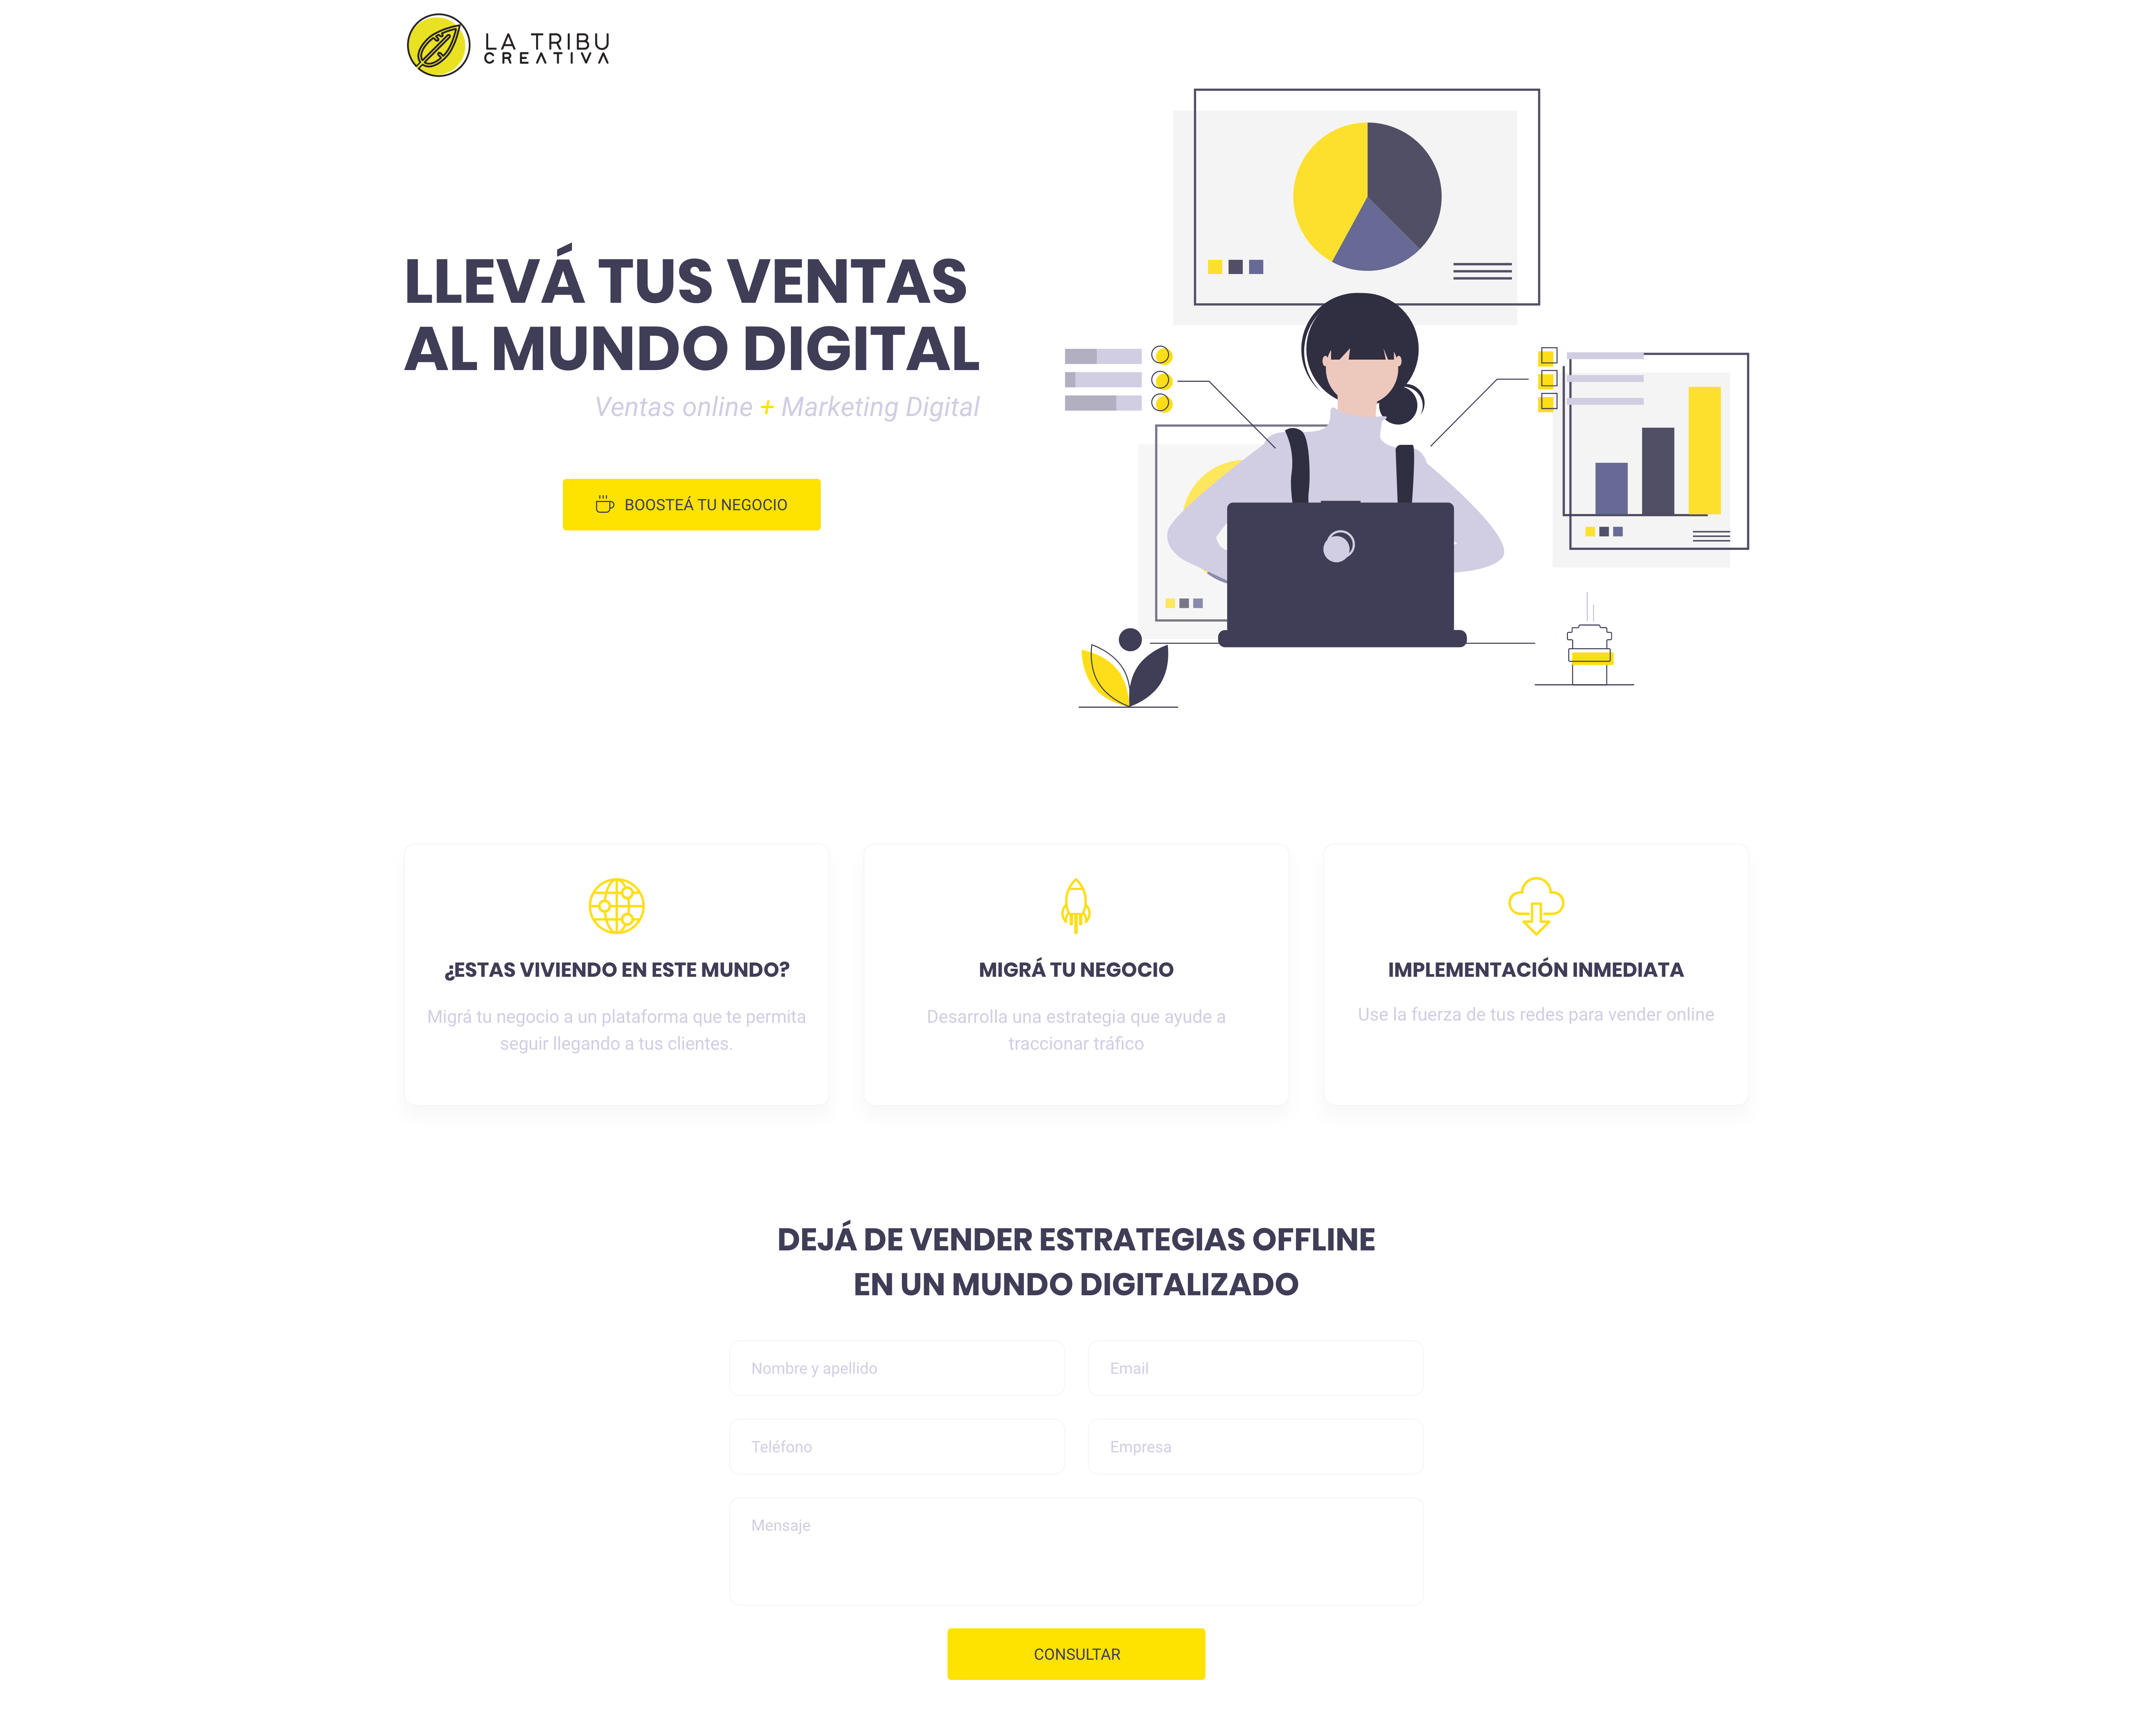 LA TRIBU
CREATIVA
LLEVÁ TUS VENTAS
AL MUNDO DIGITAL
Ventas online + Marketing Digital
BOOSTEÁ TU NEGOCIO
¿ESTAS VIVIENDO EN ESTE MUNDO?
Migrá tu negocio a un plataforma que te permita
seguir llegando a tus clientes.
MIGRÁ TU NEGOCIO
Desarrolla una estrategia que ayude a
traccionar tráfico
IMPLEMENTACIÓN INMEDIATA
Use la fuerza de tus redes para vender online
DEJÁ DE VENDER ESTRATEGIAS OFFLINE
EN UN MUNDO DIGITALIZADO
Nombre y apellido
Email
Teléfono
Empresa
Mensaje
CONSULTAR